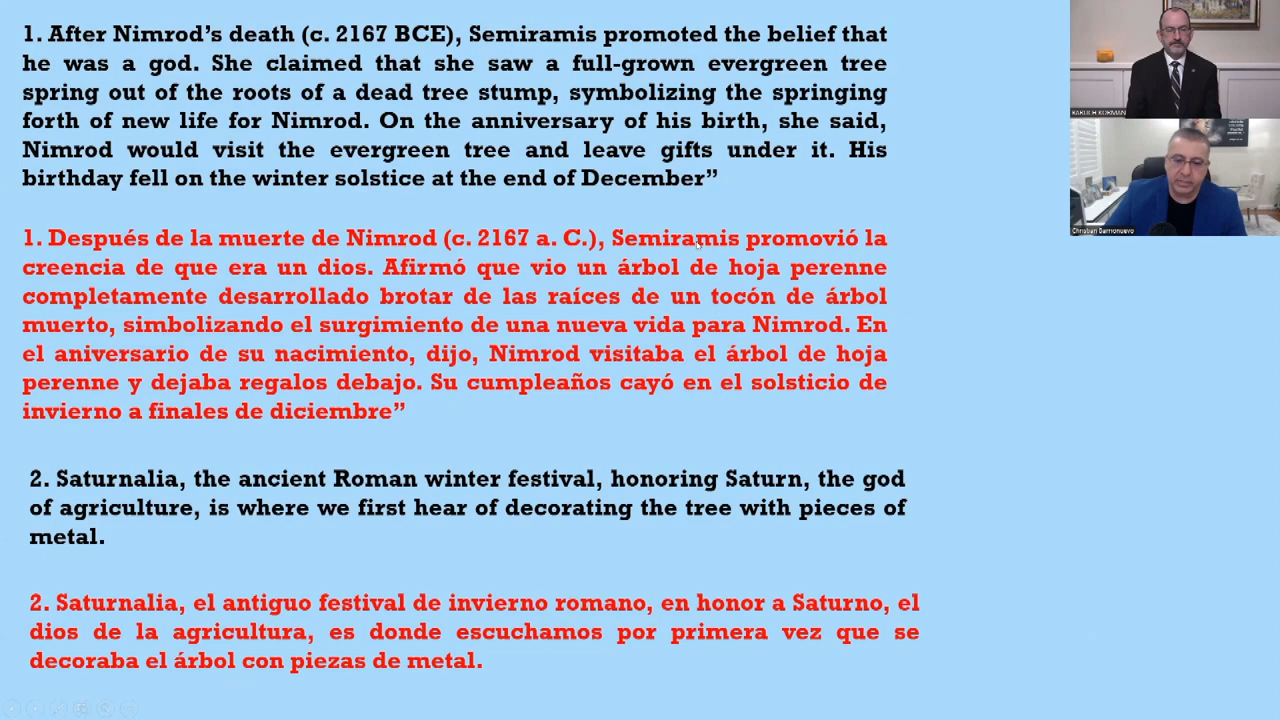 1. After Nimrod’s death (c. 2167 BCE), Semiramis promoted the belief that
he was a god. She claimed that she saw a full-grown evergreen tree
spring out of the roots of a dead tree stump, symbolizing the springing
forth of new life for Nimrod. On the anniversary of his birth, she said,
Nimrod would visit the evergreen tree and leave gifts under it. His
birthday fell on the winter solstice at the end of December”
1. Después de la muerte de Nimrod (c. 2167 a. C.), Semiramis promovió la
creencia de que era un dios. Afirmó que vio un árbol de hoja perenne
completamente desarrollado brotar de las raíces de un tocón de árbol
muerto, simbolizando el surgimiento de una nueva vida para Nimrod. En
el aniversario de su nacimiento, dijo, Nimrod visitaba el árbol de hoja
perenne y dejaba regalos debajo. Su cumpleaños cayó en el solsticio de
invierno a finales de diciembre”
2. Saturnalia, the ancient Roman winter festival, honoring Saturn, the god
of agriculture, is where we first hear of decorating the tree with pieces of
metal.
2. Saturnalia, el antiguo festival de invierno romano, en honor a Saturno, el
dios de la agricultura, es donde escuchamos por primera vez que se
decoraba el árbol con piezas de metal.
Christian